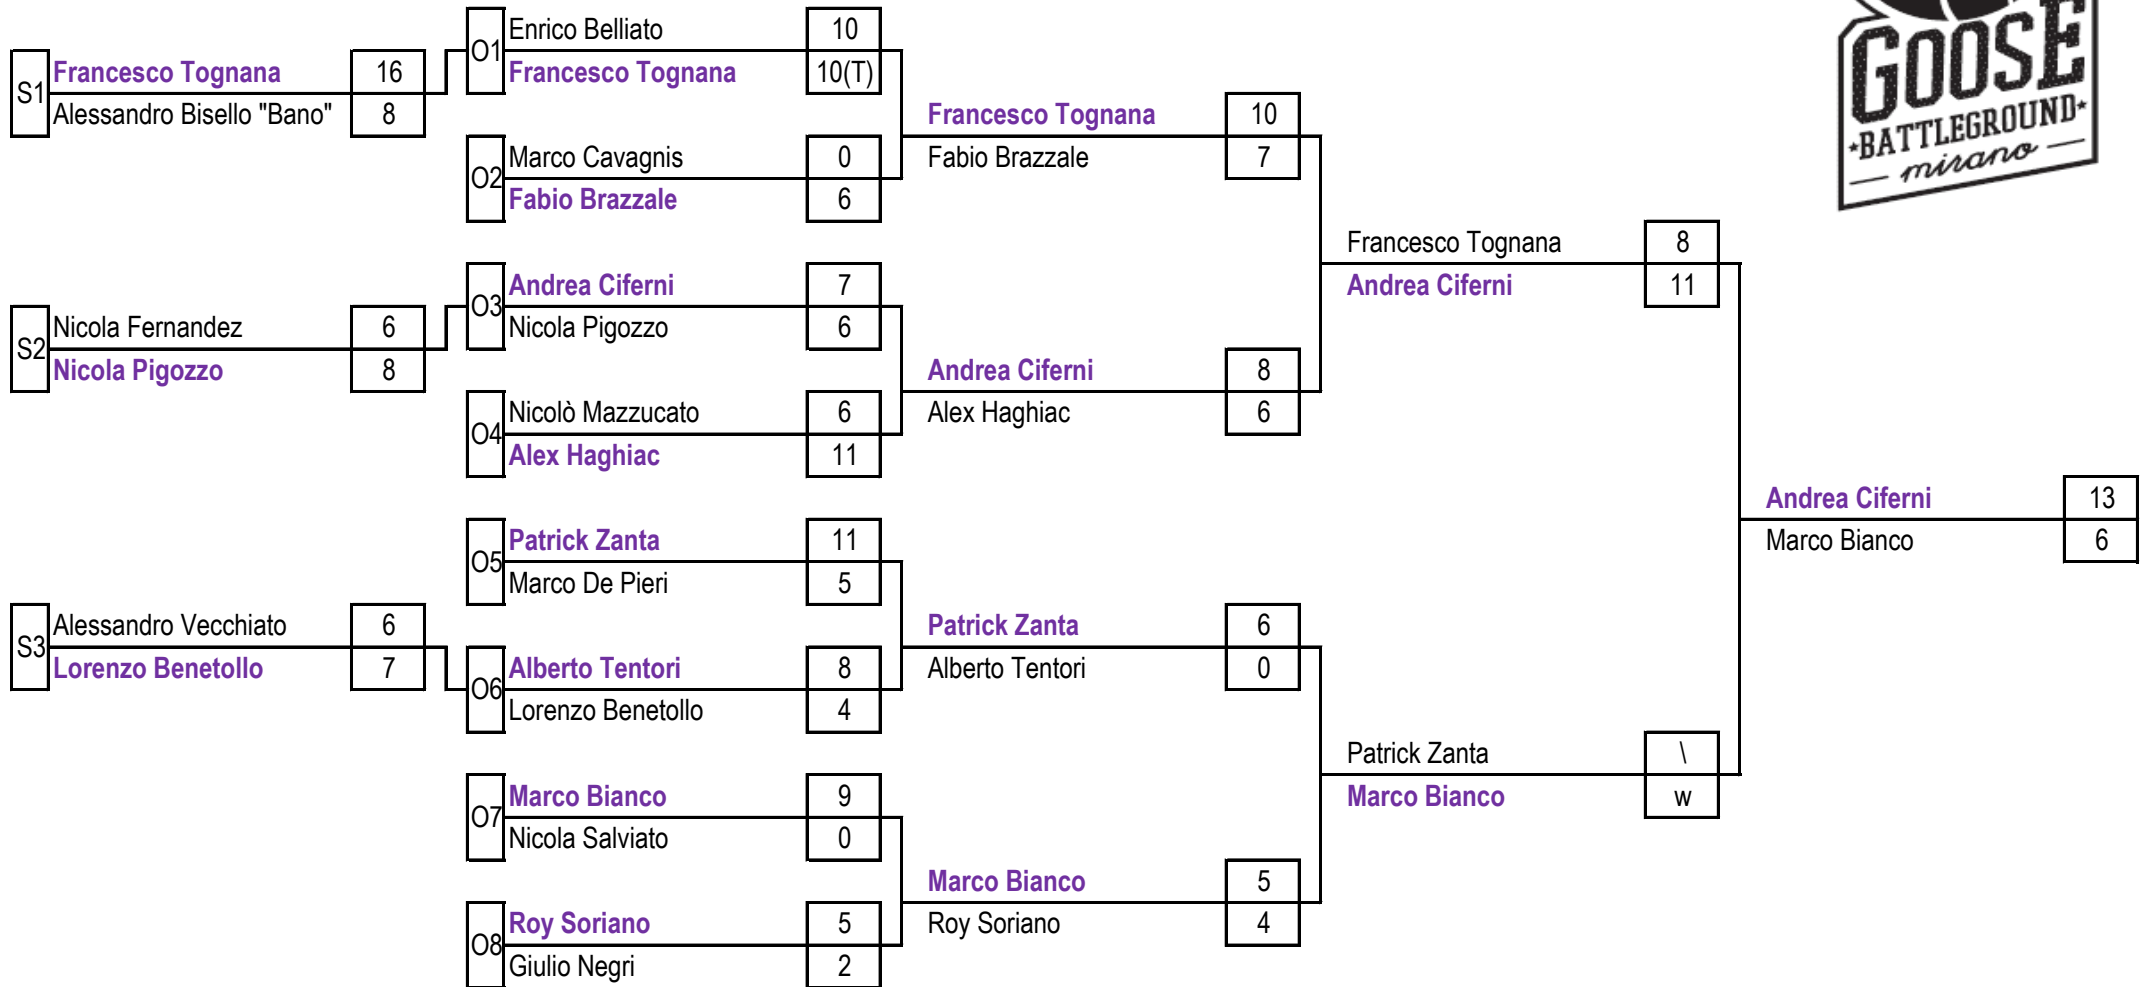 S1
Francesco Tognana 16
Alessandro Bisello "Bano" 8
S2
Nicola Fernandez 6
Nicola Pigozzo 8
S3
Alessandro Vecchiato 6
Lorenzo Benetollo 7
O1
Enrico Belliato 10
Francesco Tognana 10(T)
O2
Marco Cavagnis 0
Fabio Brazzale 6
O3
Andrea Ciferni 7
Nicola Pigozzo 6
O4
Nicolò Mazzucato 6
Alex Haghiac 11
O5
Patrick Zanta 11
Marco De Pieri 5
O6
Alberto Tentori 8
Lorenzo Benetollo 4
O7
Marco Bianco 9
Nicola Salviato 0
O8
Roy Soriano 5
Giulio Negri 2
Francesco Tognana 10
Fabio Brazzale 7
Andrea Ciferni 8
Alex Haghiac 6
Patrick Zanta 6
Alberto Tentori 0
Marco Bianco 5
Roy Soriano 4
Francesco Tognana 8
Andrea Ciferni 11
Patrick Zanta \
Marco Bianco w
Andrea Ciferni 13
Marco Bianco 6
GOOSE
*BATTLEGROUND*
mirano